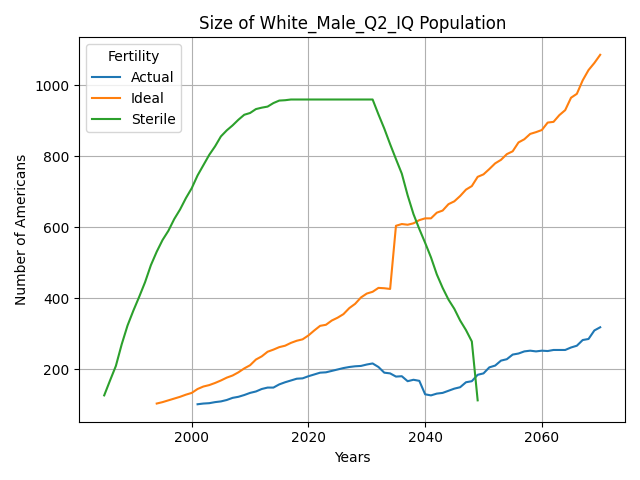 Size of White_Male_Q2_IQ Population
Fertility
Actual
Ideal
Sterile
Number of Americans
1000
800
600
400
200
2000
2020
2040
2060
Years